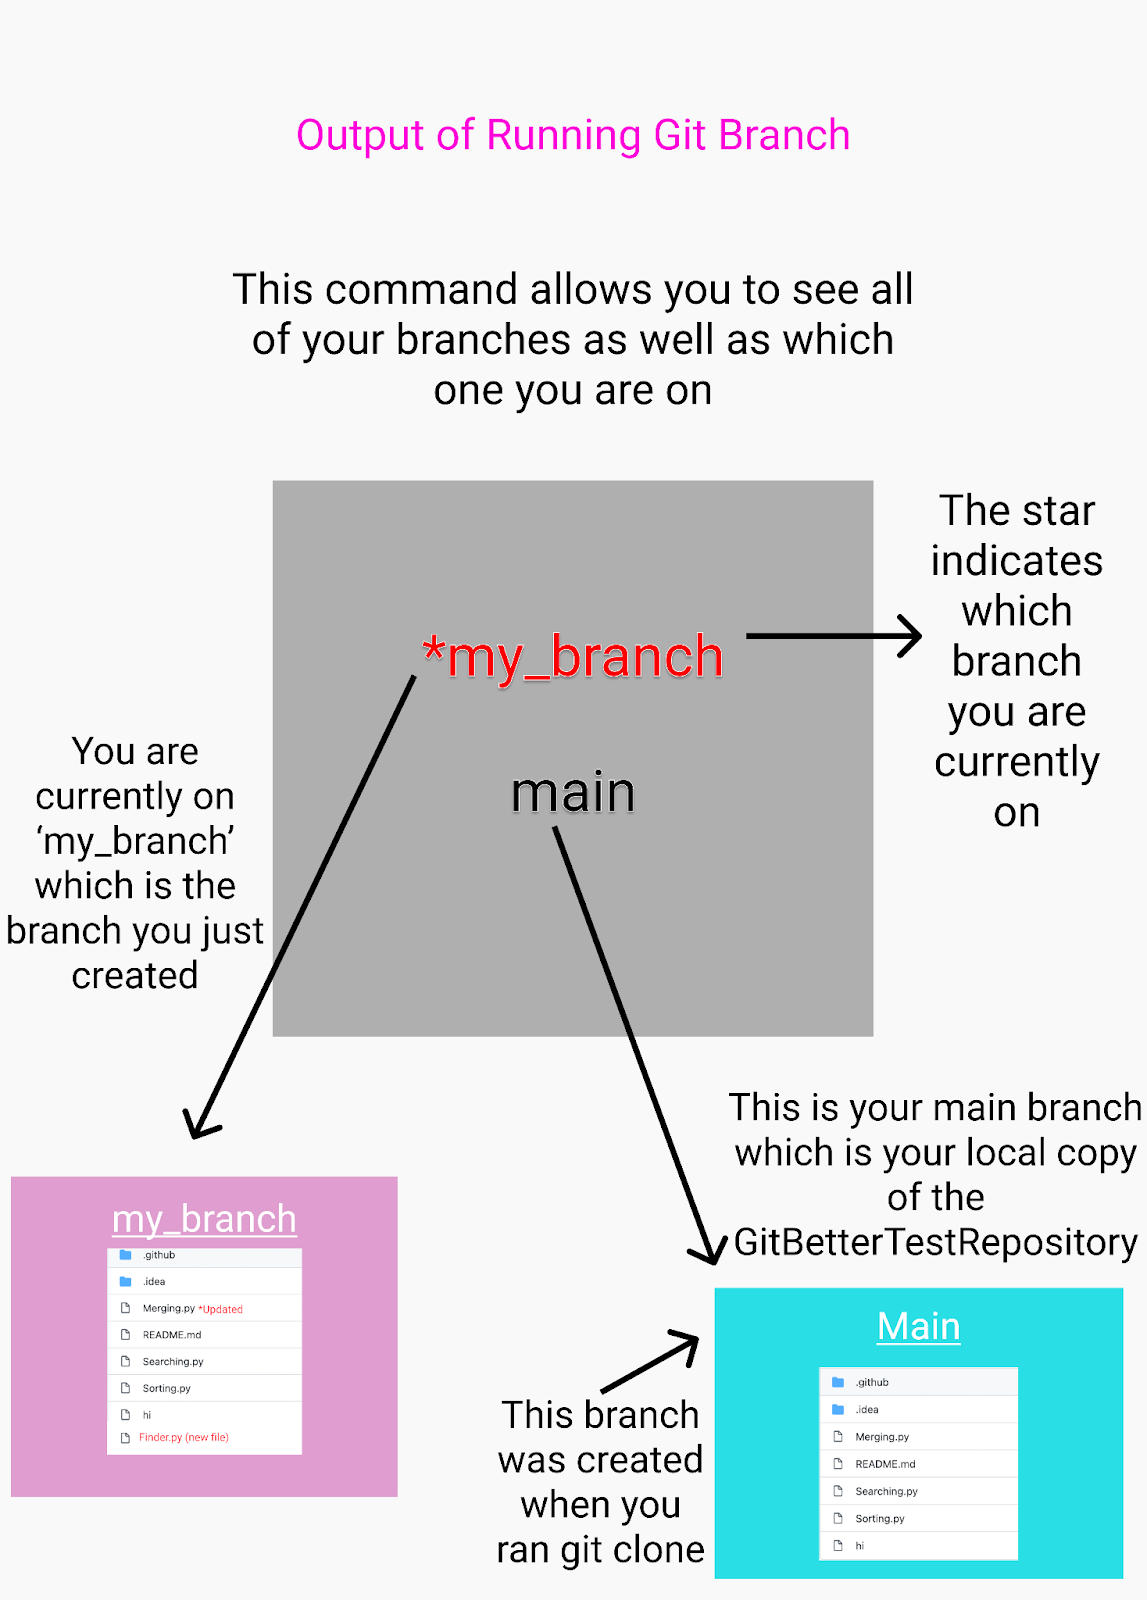 Output of Running Git Branch
This command allows you to see all
of your branches as well as which
one you are on
*my_branch
main
The star
indicates
which
branch
you are
currently
on
You are
currently on
‘my_branch’
which is the
branch you just
created
This is your main branch
which is your local copy
of the
GitBetterTestRepository
my_branch
.github
.idea
Merging.py *Updated
README.md
Searching.py
Sorting.py
hi
Finder.py (new file)
This branch
was created
when you
ran git clone
Main
.github
.idea
Merging.py
README.md
Searching.py
Sorting.py
hi